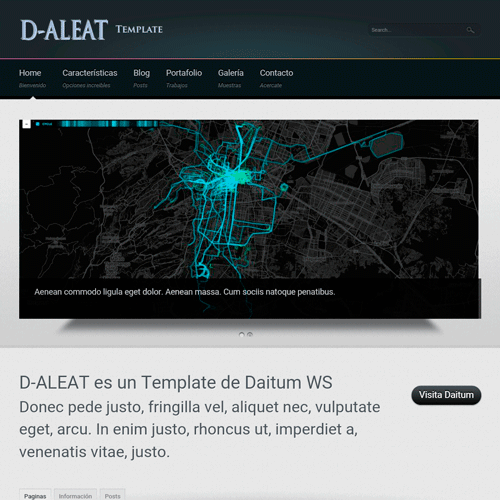 D-ALEAT TEMPLATE
Search...
Home Características Blog Portafolio Galería Contacto
Bienvenido Opciones increíbles Posts Trabajos Muestras Acercate
Aenean commodo ligula eget dolor. Aenean massa. Cum sociis natoque penatibus.
D-ALEAT es un Template de Daitum WS
Donec pede justo, fringilla vel, aliquet nec, vulputate
eget, arcu. In enim justo, rhoncus ut, imperdiet a,
venenatis vitae, justo.
Visita Daitum
Paginas Información Posts